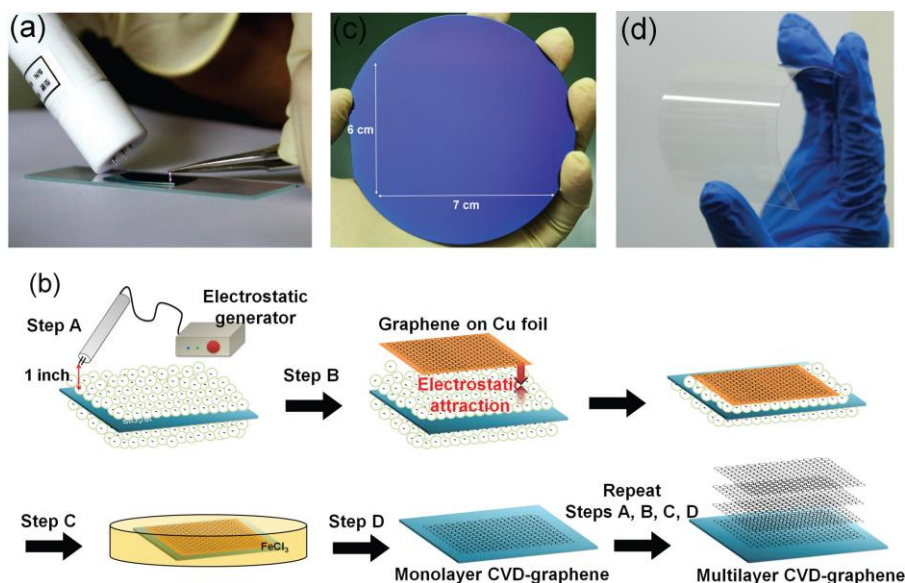 (a)
(c)
6 cm
7 cm
(d)
(b)
Step A
Electrostatic
generator
1 inch
Step B
Graphene on Cu foil
Electrostatic
attraction
Step C
FeCl3
Step D
Monolayer CVD-graphene
Repeat
Steps A, B, C, D
Multilayer CVD-graphene